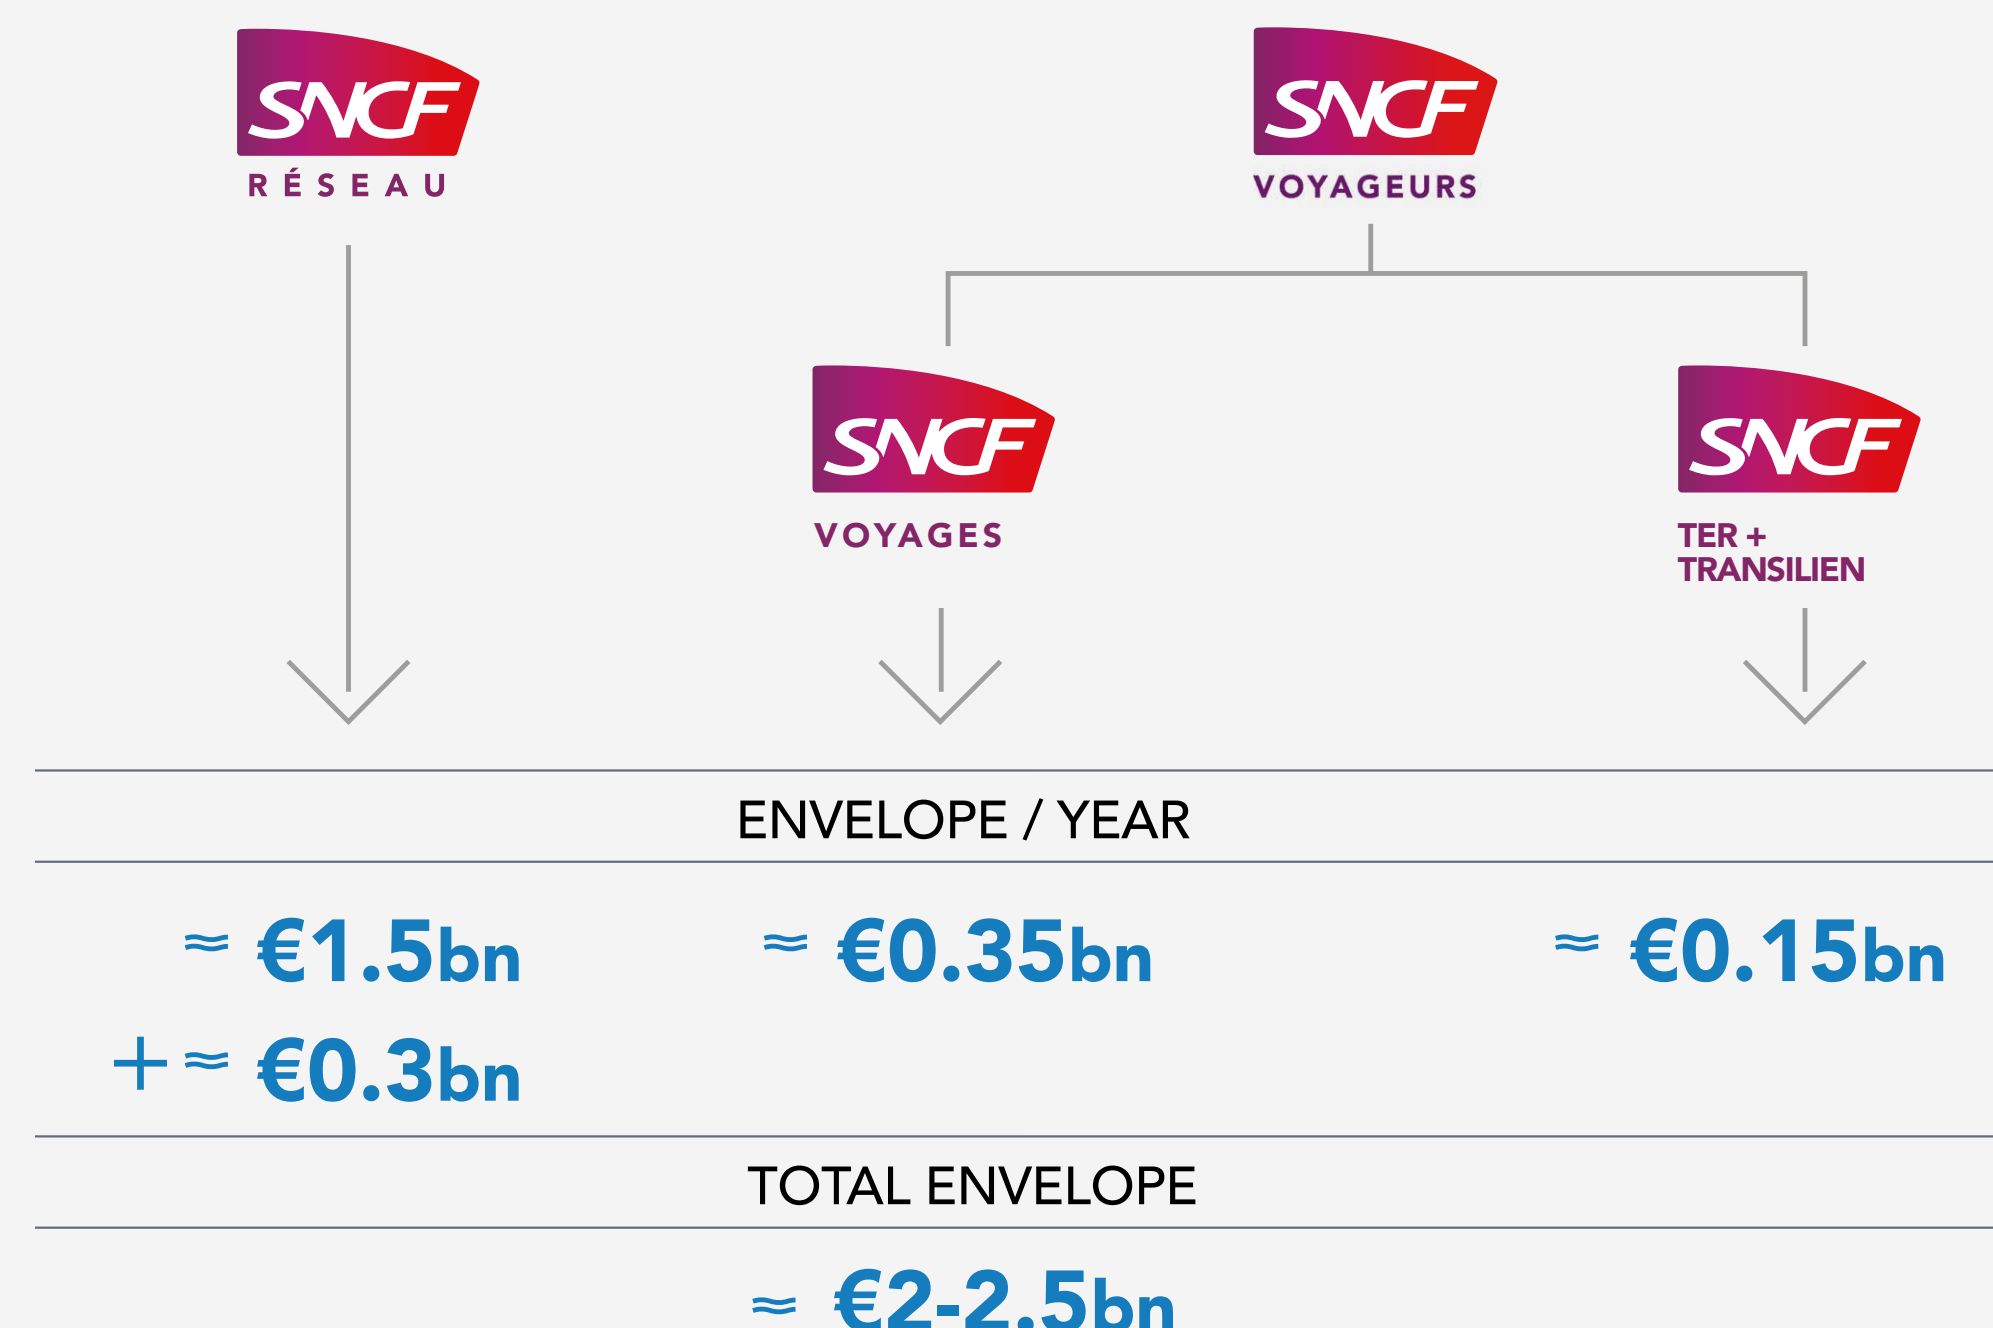 SNCF
RÉSEAU
SNCF
VOYAGEURS
SNCF
VOYAGES
SNCF
TER +
TRANSILIEN
ENVELOPE / YEAR
≈ €1.5bn
≈ €0.35bn
≈ €0.15bn
+ ≈ €0.3bn
TOTAL ENVELOPE
≈ €2-2.5bn